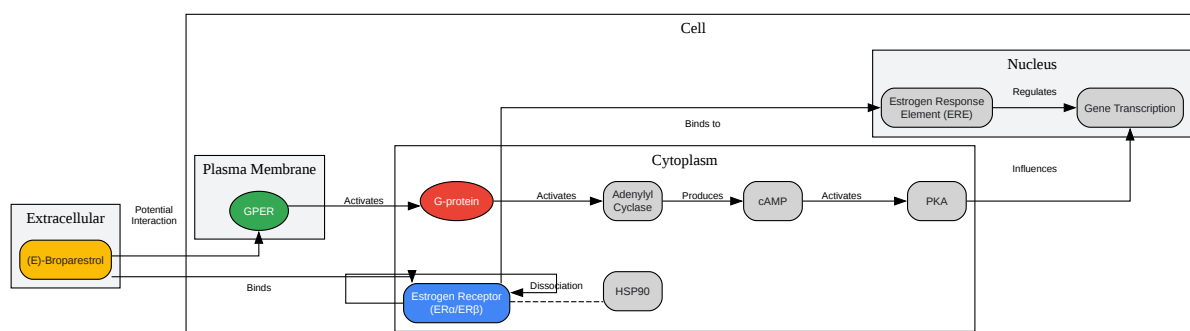 Cell
Nucleus
Estrogen Response
Element (ERE)
Regulates
Gene Transcription
Binds to
Plasma Membrane
GPER
Activates
Cytoplasm
G-protein
Activates
Adenylyl
Cyclase
Produces
cAMP
Activates
PKA
Influences
Extracellular
(E)-Broparestrol
Potential
Interaction
Binds
Estrogen Receptor
(ERα/ERβ)
Dissociation
HSP90